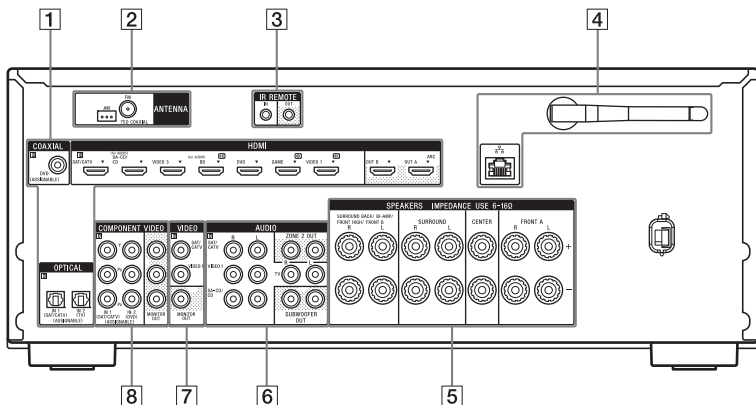 1
2
3
4
AM
FM
75Ω COAXIAL
ANTENNA
IR REMOTE
IN
OUT
COAXIAL
IN
DVD
(ASSIGNABLE)
HDMI
IN
SAT/CATV
SA-CD/
CD
VIDEO 3
BD
DVD
GAME
VIDEO 1
OUT B
OUT A
ARC
SPEAKERS IMPEDANCE USE 6-16Ω
SURROUND BACK/ BI-AMP/
FRONT HIGH/ FRONT B
R L
SURROUND
R L
CENTER
FRONT A
R L
+
–
COMPONENT VIDEO
IN
Y
IN 1
(SAT/CATV)
IN 2
(DVD)
(ASSIGNABLE)
MONITOR
OUT
VIDEO
IN
SAT/
CATV
VIDEO 1
MONITOR
OUT
AUDIO
IN
R L
SAT/
CATV
VIDEO 1
SA-CD/
CD
ZONE 2 OUT
R L
TV
SUBWOOFER
OUT
OPTICAL
IN
IN 1
(SAT/CATV)
IN 2
(TV)
(ASSIGNABLE)
8
7
6
5